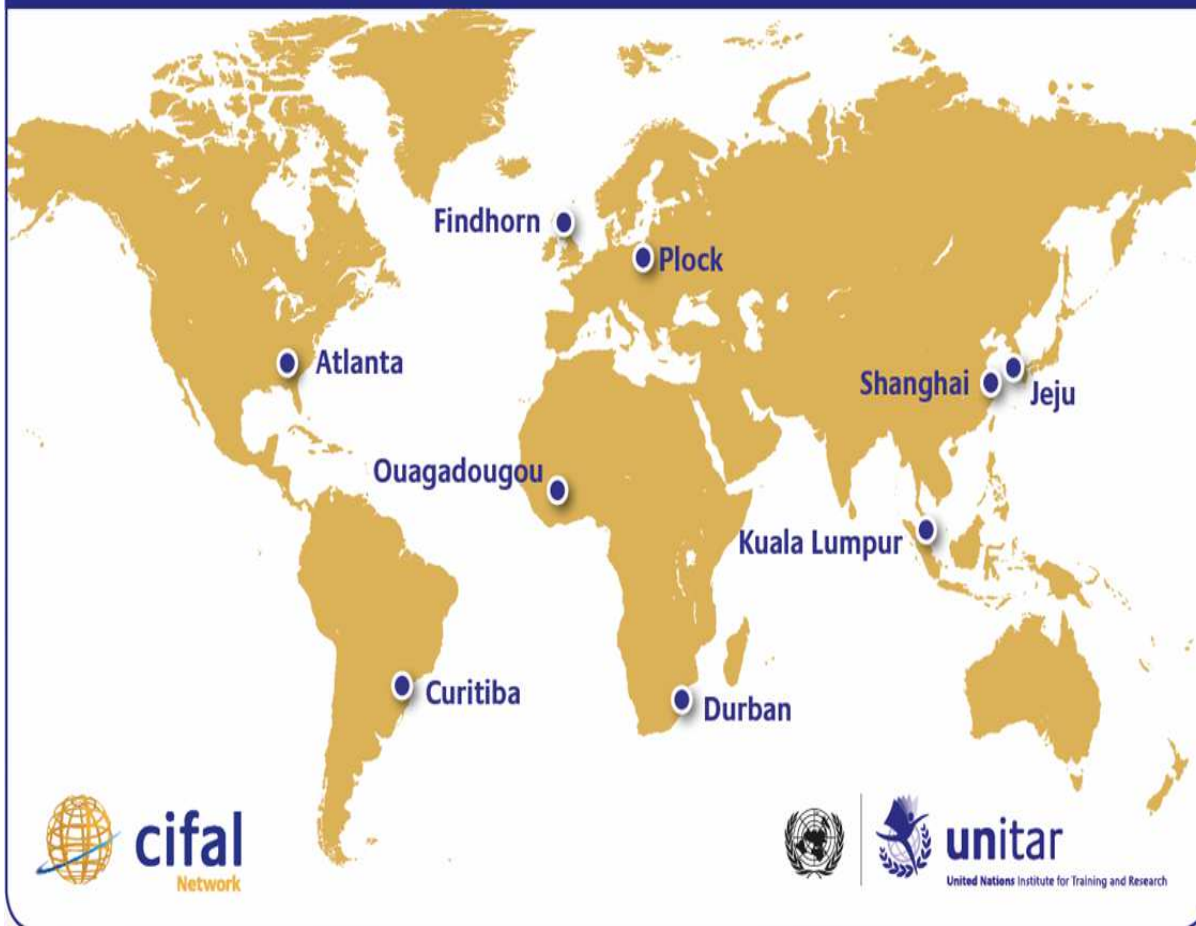 Findhorn
Plock
Atlanta
Shanghai
Jeju
Ouagadougou
Kuala Lumpur
Curitiba
Durban
cifal
Network
unitar
United Nations Institute for Training and Research